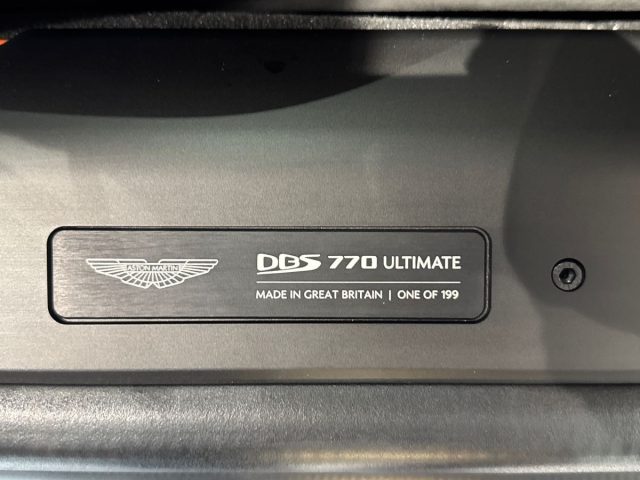 ASTON MARTIN
DBS 770 ULTIMATE
MADE IN GREAT BRITAIN | ONE OF 199